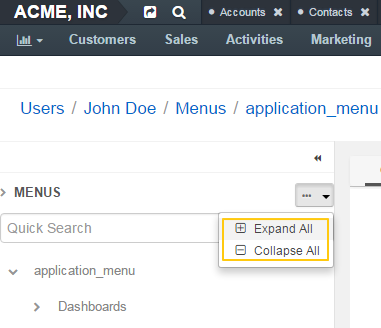 ACME, INC
Accounts
Contacts
Customers Sales Activities Marketing
Users / John Doe / Menus / application_menu
MENUS
Quick Search
Expand All
Collapse All
application_menu
Dashboards